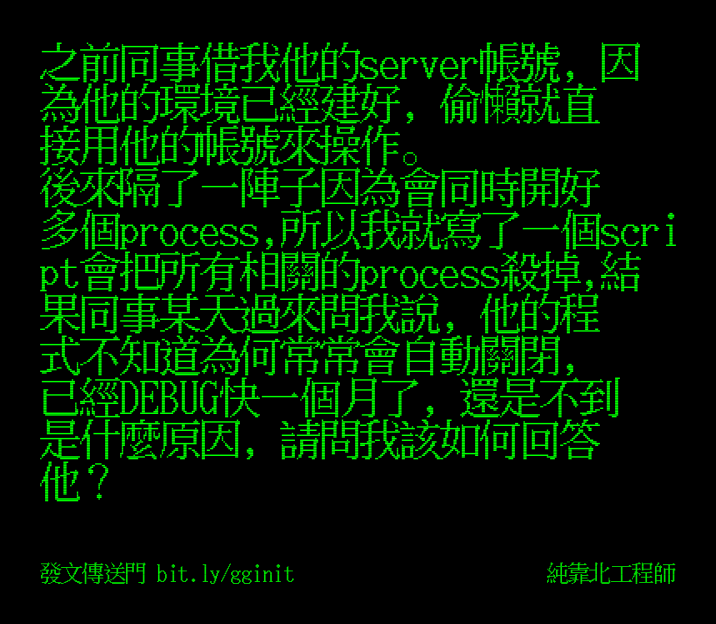 之前同事借我他的server帳號, 因
為他的環境已經建好, 偷懶就直
接用他的帳號來操作。
後來隔了一陣子因為會同時開好
多個process,所以我就寫了一個scri
pt會把所有相關的process殺掉,結
果同事某天過來問我說, 他的程
式不知道為何常常會自動關閉,
已經DEBUG快一個月了, 還是不到
是什麼原因, 請問我該如何回答
他？
發文傳送門 bit.ly/gginit
純靠北工程師